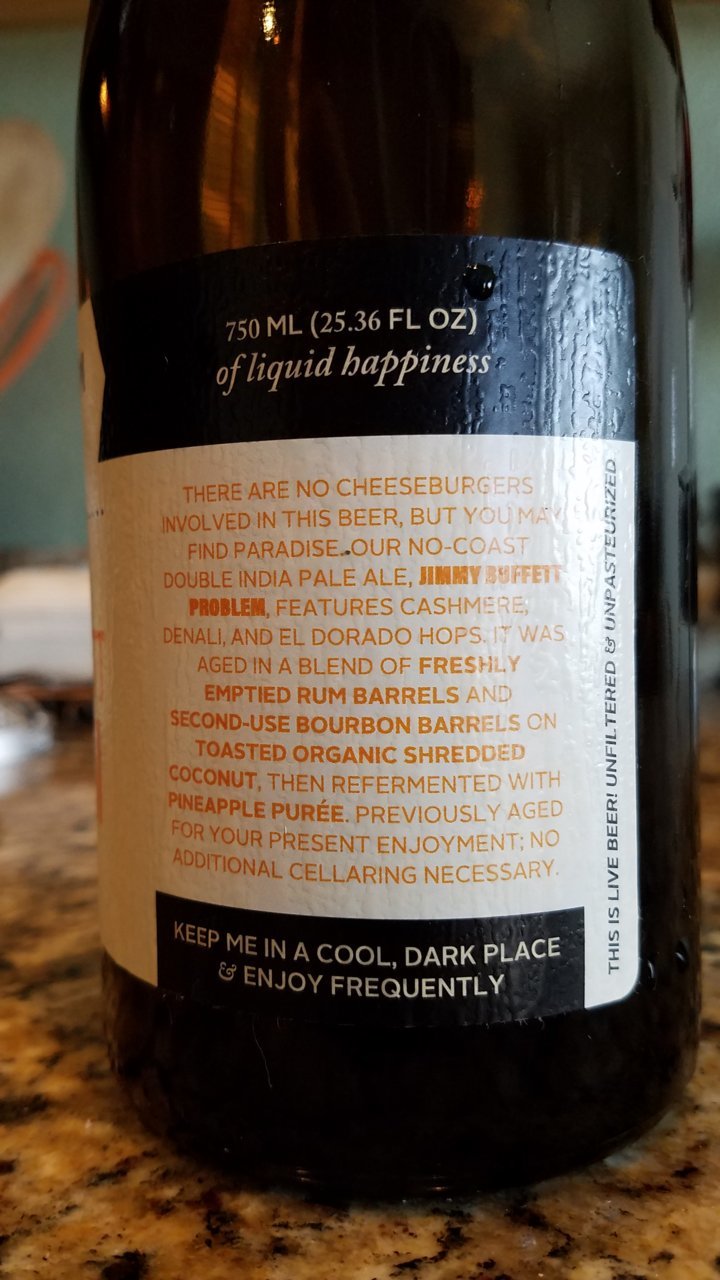 750 ML (25.36 FL OZ)
of liquid happiness
THERE ARE NO CHEESEBURGERS
INVOLVED IN THIS BEER, BUT YOU MAY
FIND PARADISE. OUR NO-COAST
DOUBLE INDIA PALE ALE, JIMMY BUFFETT
PROBLEM, FEATURES CASHMERE,
DENALI, AND EL DORADO HOPS. IT WAS
AGED IN A BLEND OF FRESHLY
EMPTIED RUM BARRELS AND
SECOND-USE BOURBON BARRELS ON
TOASTED ORGANIC SHREDDED
COCONUT, THEN REFERMENTED WITH
PINEAPPLE PURÉE. PREVIOUSLY AGED
FOR YOUR PRESENT ENJOYMENT; NO
ADDITIONAL CELLARING NECESSARY.
KEEP ME IN A COOL, DARK PLACE
& ENJOY FREQUENTLY
THIS IS LIVE BEER! UNFILTERED & UNPASTEURIZED